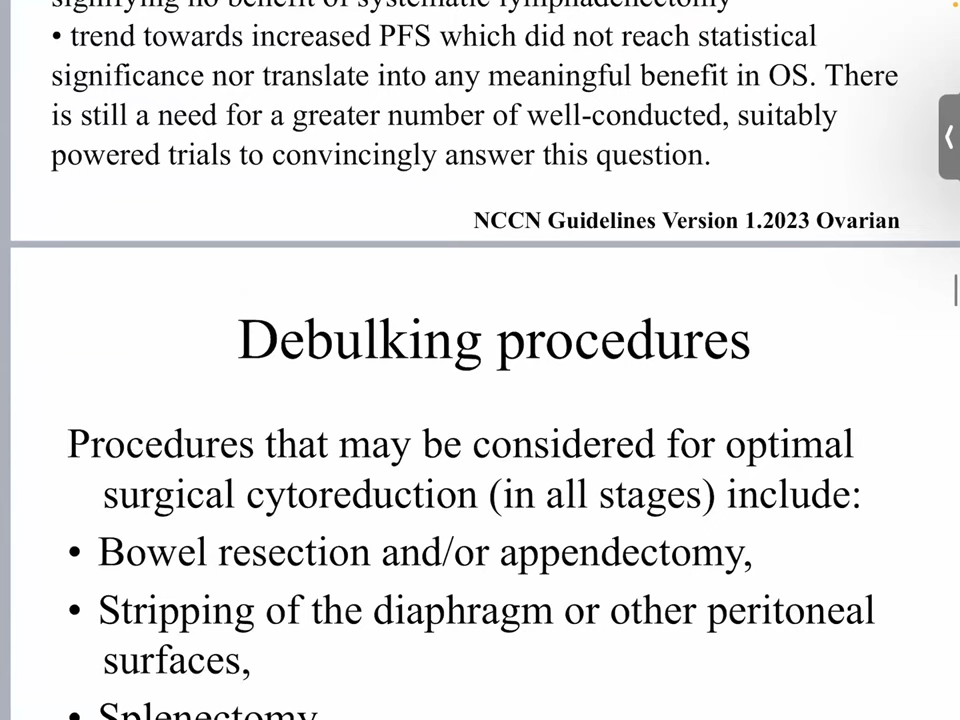 signifying no benefit of systematic lymphadenectomy
• trend towards increased PFS which did not reach statistical
significance nor translate into any meaningful benefit in OS. There
is still a need for a greater number of well-conducted, suitably
powered trials to convincingly answer this question.
NCCN Guidelines Version 1.2023 Ovarian
Debulking procedures
Procedures that may be considered for optimal
surgical cytoreduction (in all stages) include:
• Bowel resection and/or appendectomy,
• Stripping of the diaphragm or other peritoneal
surfaces,
• Splenectomy